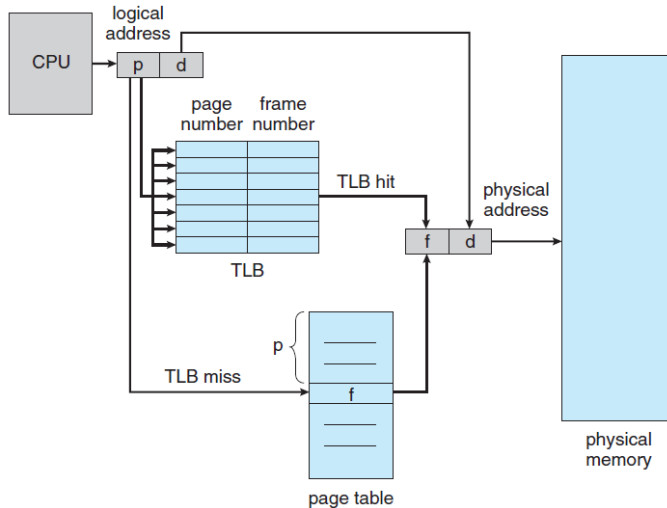 logical
address
CPU
p
d
page
number
frame
number
TLB hit
physical
address
f
d
TLB
p
TLB miss
f
page table
physical
memory